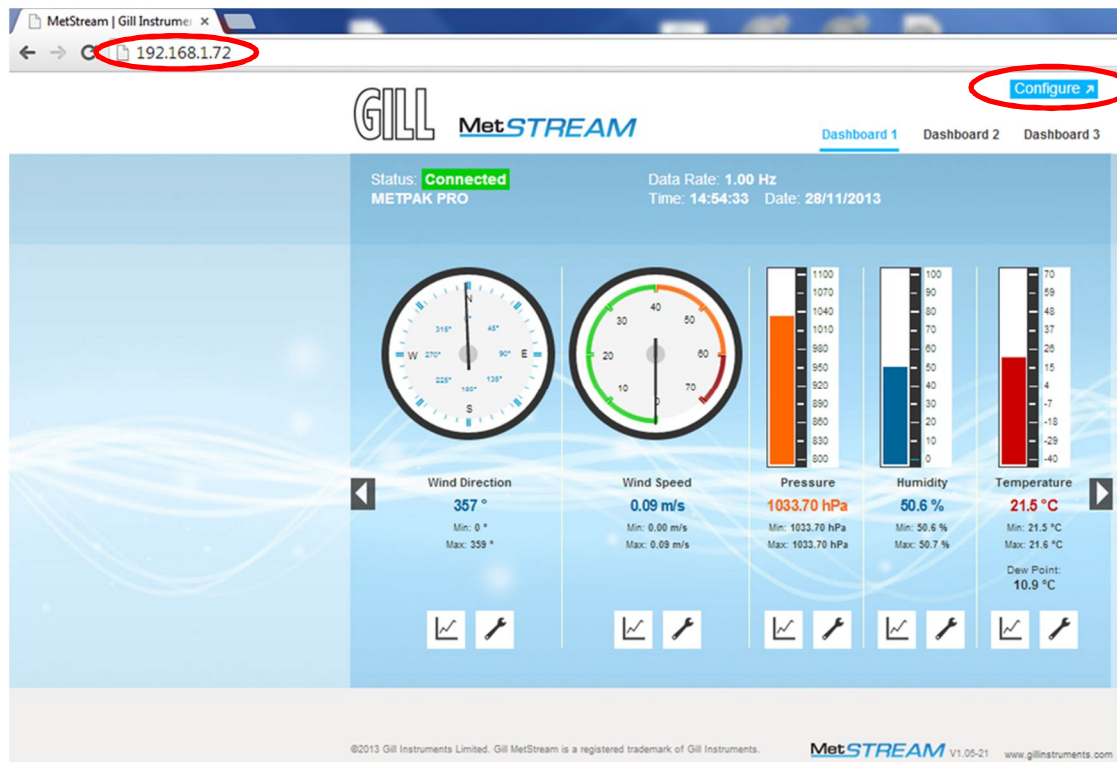 MetStream | Gill Instrumer ×
192.168.1.72
Configure
GILL MetSTREAM
Dashboard 1 Dashboard 2 Dashboard 3
Status: Connected
METPAK PRO
Data Rate: 1.00 Hz
Time: 14:54:33 Date: 28/11/2013
N
0°
45°
90°
E
135°
180°
S
225°
W
270°
315°
0
10
20
30
40
50
60
70
1100
1070
1040
1010
980
950
920
890
860
830
800
100
90
80
70
60
50
40
30
20
10
0
70
59
48
37
26
15
4
-7
-18
-29
-40
Wind Direction
357 °
Min: 0 °
Max: 359 °
Wind Speed
0.09 m/s
Min: 0.00 m/s
Max: 0.09 m/s
Pressure
1033.70 hPa
Min: 1033.70 hPa
Max: 1033.70 hPa
Humidity
50.6 %
Min: 50.6 %
Max: 50.7 %
Temperature
21.5 °C
Min: 21.5 °C
Max: 21.6 °C
Dew Point:
10.9 °C
©2013 Gill Instruments Limited. Gill MetStream is a registered trademark of Gill Instruments.
MetSTREAM V1.05-21 www.gillinstruments.com